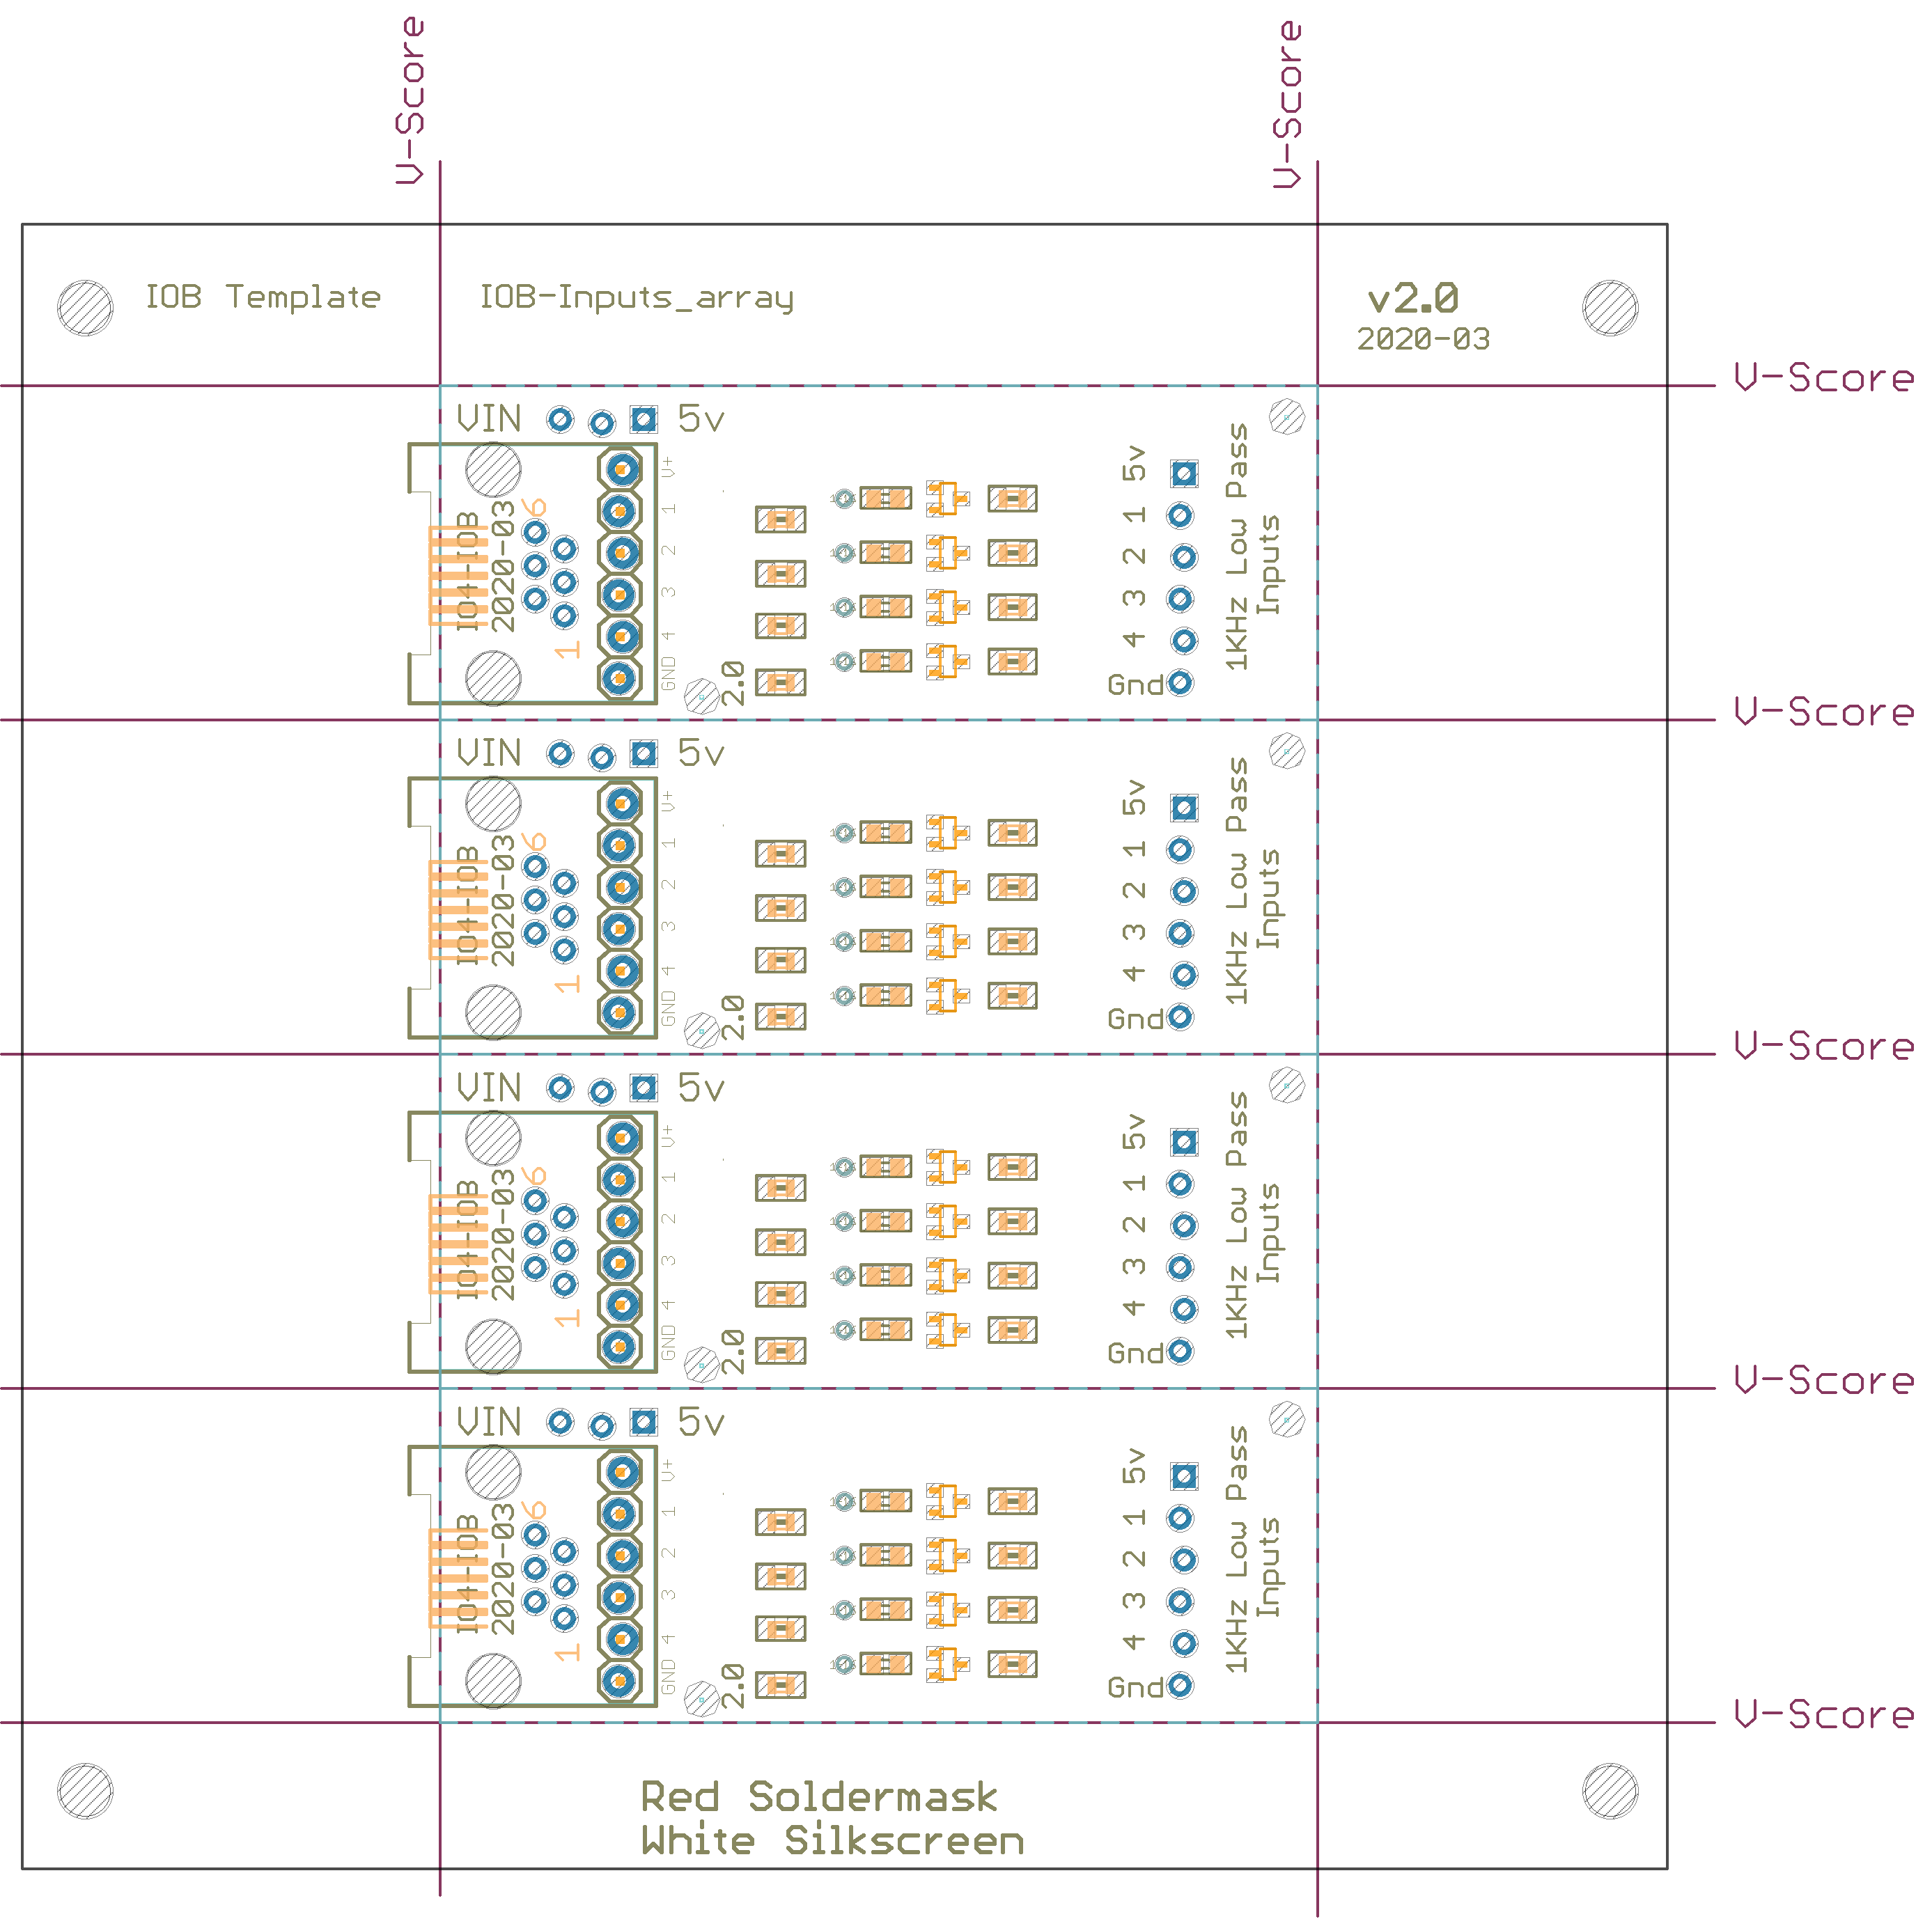 V-Score
V-Score
IOB Template
IOB-Inputs_array
v2.0
2020-03
V-Score
VIN
5v
IO4-IOB
2020-03
6
1
V+
1
2
3
4
GND
2.0
5v
1
2
3
4
Gnd
1KHz Low Pass
Inputs
V-Score
VIN
5v
IO4-IOB
2020-03
6
1
V+
1
2
3
4
GND
2.0
5v
1
2
3
4
Gnd
1KHz Low Pass
Inputs
V-Score
VIN
5v
IO4-IOB
2020-03
6
1
V+
1
2
3
4
GND
2.0
5v
1
2
3
4
Gnd
1KHz Low Pass
Inputs
V-Score
VIN
5v
IO4-IOB
2020-03
6
1
V+
1
2
3
4
GND
2.0
5v
1
2
3
4
Gnd
1KHz Low Pass
Inputs
V-Score
Red Soldermask
White Silkscreen